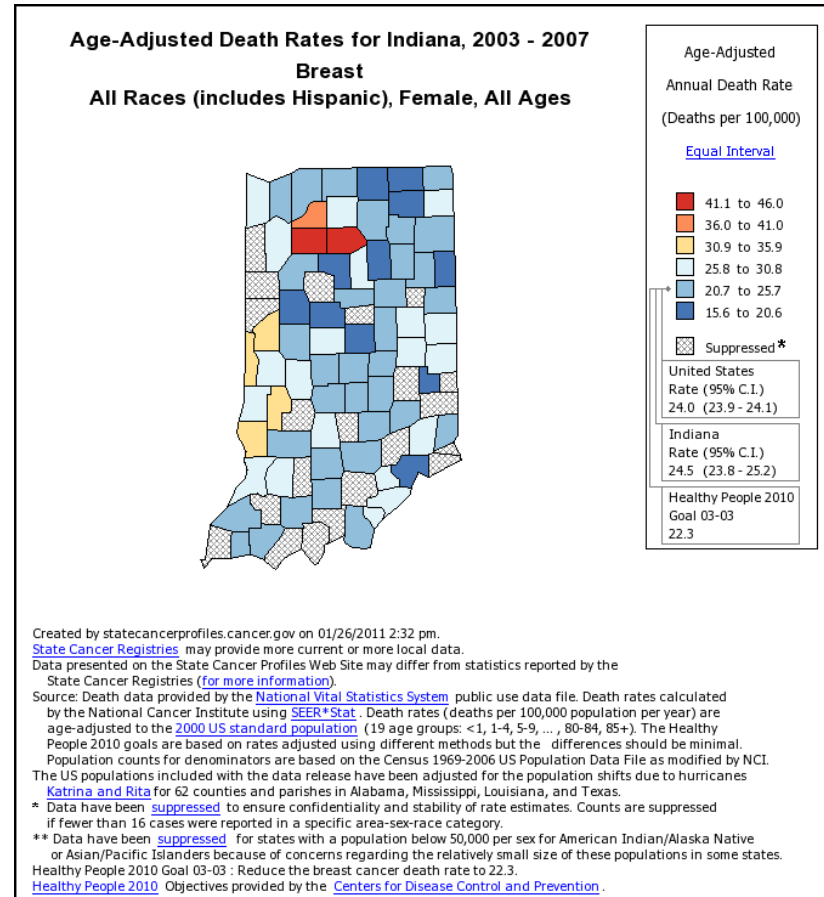 Age-Adjusted Death Rates for Indiana, 2003 - 2007
Breast
All Races (includes Hispanic), Female, All Ages
Age-Adjusted
Annual Death Rate
(Deaths per 100,000)
Equal Interval
41.1 to 46.0
36.0 to 41.0
30.9 to 35.9
25.8 to 30.8
20.7 to 25.7
15.6 to 20.6
Suppressed *
United States
Rate (95% C.I.)
24.0 (23.9 - 24.1)
Indiana
Rate (95% C.I.)
24.5 (23.8 - 25.2)
Healthy People 2010
Goal 03-03
22.3
Created by statecancerprofiles.cancer.gov on 01/26/2011 2:32 pm.
State Cancer Registries may provide more current or more local data.
Data presented on the State Cancer Profiles Web Site may differ from statistics reported by the
State Cancer Registries (for more information).
Source: Death data provided by the National Vital Statistics System public use data file. Death rates calculated
by the National Cancer Institute using SEER*Stat . Death rates (deaths per 100,000 population per year) are
age-adjusted to the 2000 US standard population (19 age groups: <1, 1-4, 5-9, ... , 80-84, 85+). The Healthy
People 2010 goals are based on rates adjusted using different methods but the differences should be minimal.
Population counts for denominators are based on the Census 1969-2006 US Population Data File as modified by NCI.
The US populations included with the data release have been adjusted for the population shifts due to hurricanes
Katrina and Rita for 62 counties and parishes in Alabama, Mississippi, Louisiana, and Texas.
* Data have been suppressed to ensure confidentiality and stability of rate estimates. Counts are suppressed
if fewer than 16 cases were reported in a specific area-sex-race category.
** Data have been suppressed for states with a population below 50,000 per sex for American Indian/Alaska Native
or Asian/Pacific Islanders because of concerns regarding the relatively small size of these populations in some states.
Healthy People 2010 Goal 03-03 : Reduce the breast cancer death rate to 22.3.
Healthy People 2010 Objectives provided by the Centers for Disease Control and Prevention .